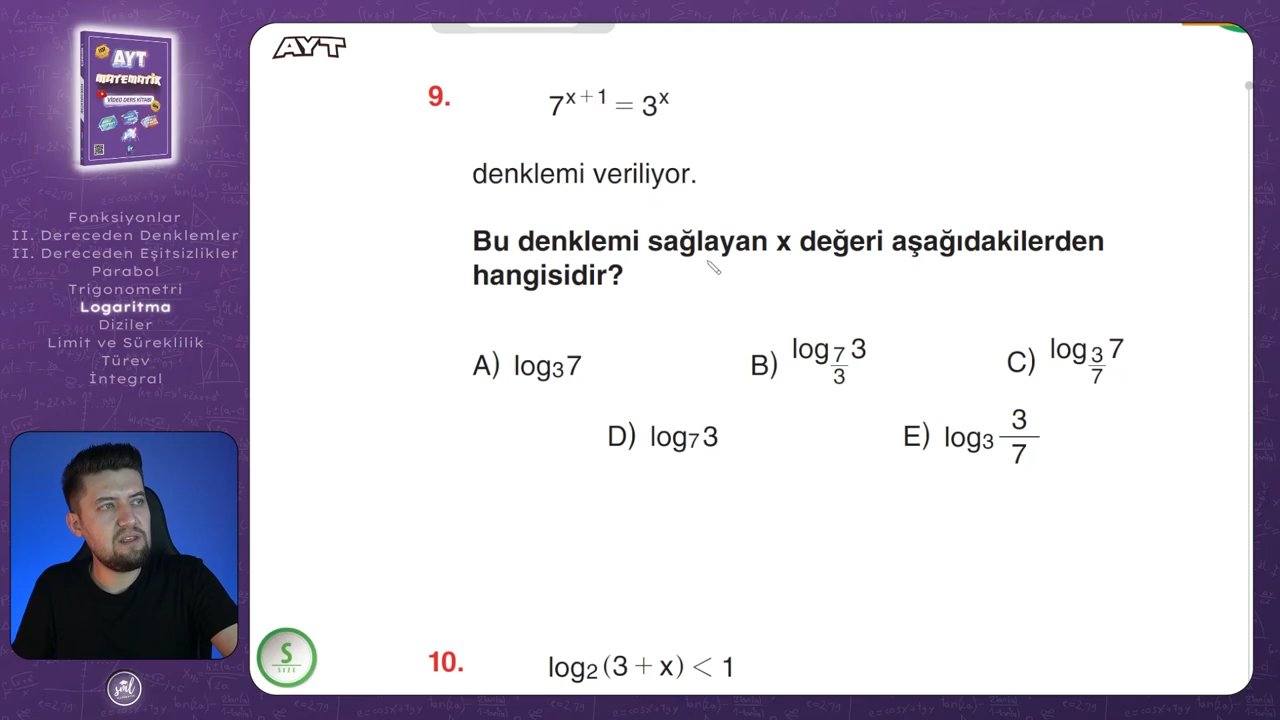 AYT
MATEMATİK
VİDEO DERS KİTABI
Fonksiyonlar
II. Dereceden Denklemler
II. Dereceden Eşitsizlikler
Parabol
Trigonometri
Logaritma
Diziler
Limit ve Süreklilik
Türev
İntegral
sml
AYT
9. 7^{x+1} = 3^x
denklemi veriliyor.
Bu denklemi sağlayan x değeri aşağıdakilerden
hangisidir?
A) log₃7 B) log_{7/3} 3 C) log_{3/7} 7
D) log₇3 E) log₃ 3/7
S
SIZE
10. log₂(3 + x) < 1